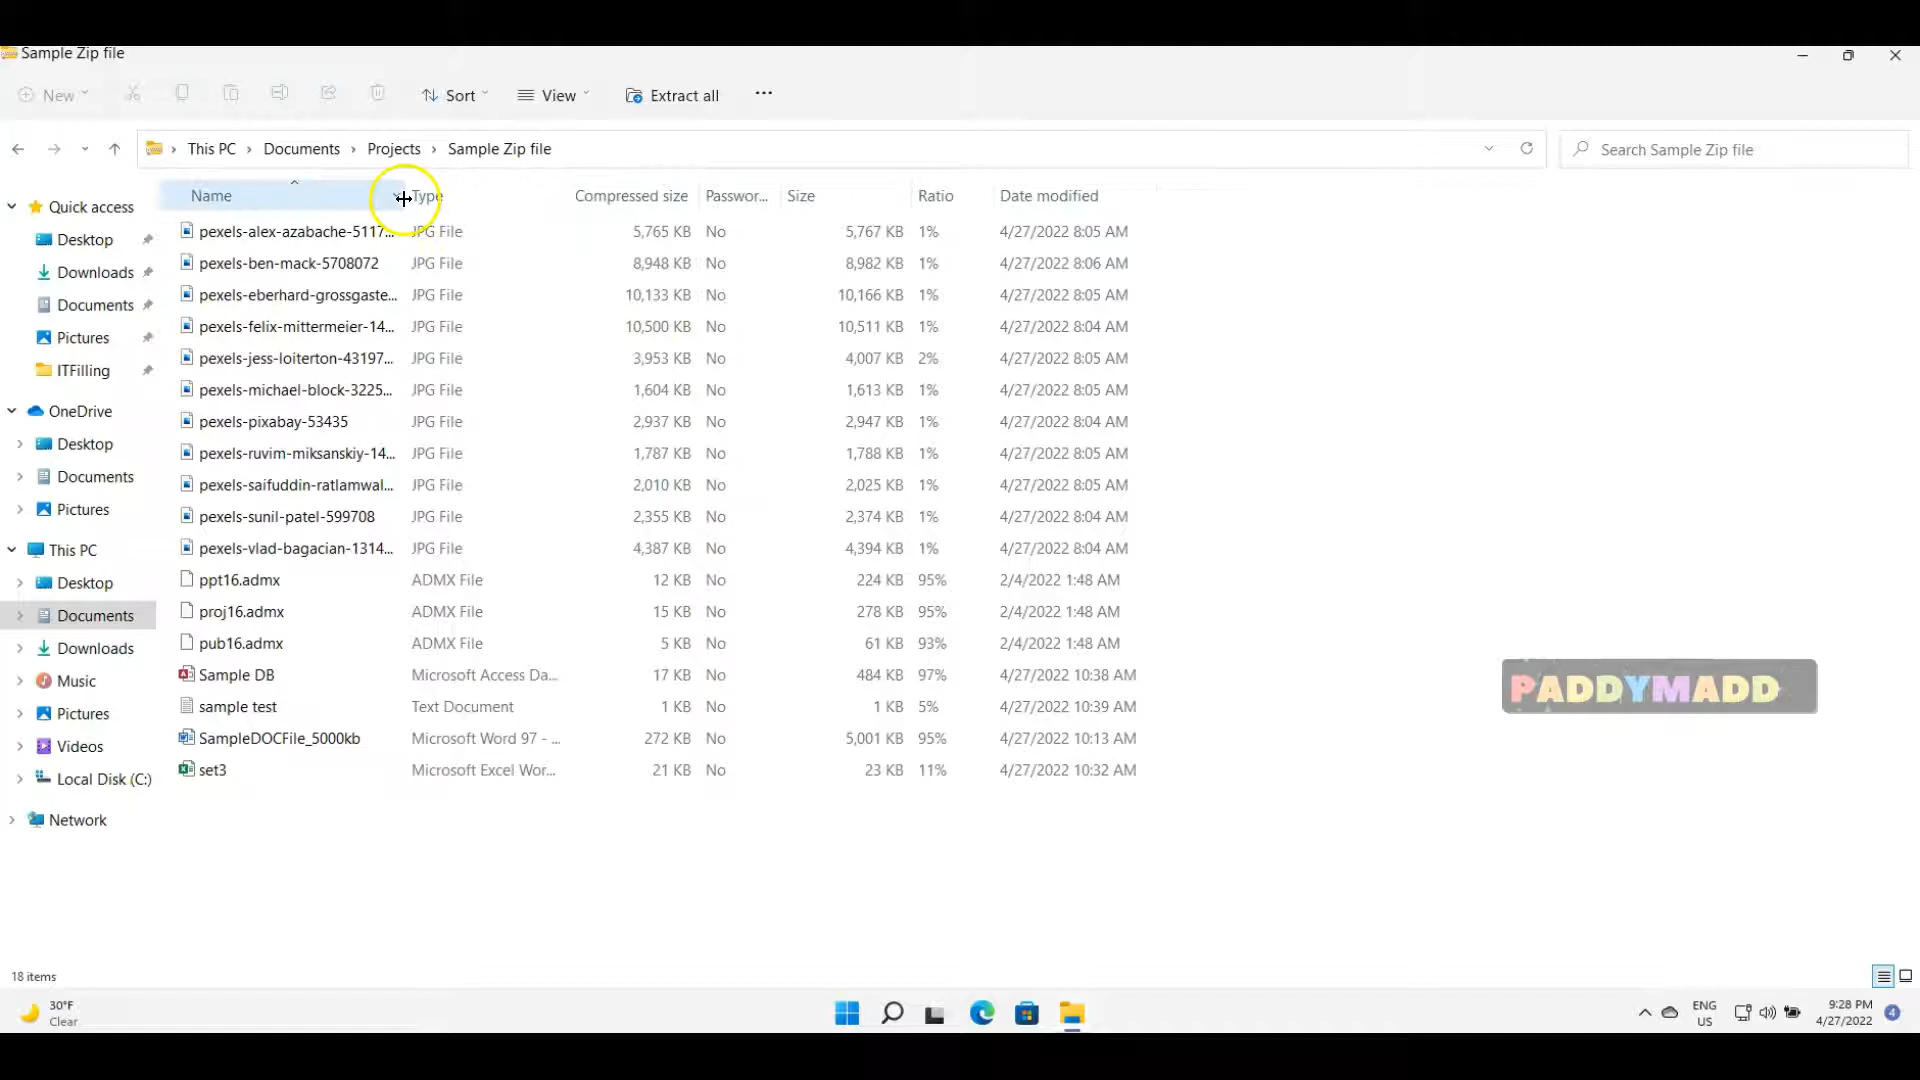 Sample Zip file
New
Sort
View
Extract all
...
This PC > Documents > Projects > Sample Zip file
Search Sample Zip file
Name Type Compressed size Passwor... Size Ratio Date modified
pexels-alex-azabache-5117... JPG File 5,765 KB No 5,767 KB 1% 4/27/2022 8:05 AM
pexels-ben-mack-5708072 JPG File 8,948 KB No 8,982 KB 1% 4/27/2022 8:06 AM
pexels-eberhard-grossgaste... JPG File 10,133 KB No 10,166 KB 1% 4/27/2022 8:05 AM
pexels-felix-mittermeier-14... JPG File 10,500 KB No 10,511 KB 1% 4/27/2022 8:04 AM
pexels-jess-loiterton-43197... JPG File 3,953 KB No 4,007 KB 2% 4/27/2022 8:05 AM
pexels-michael-block-3225... JPG File 1,604 KB No 1,613 KB 1% 4/27/2022 8:05 AM
pexels-pixabay-53435 JPG File 2,937 KB No 2,947 KB 1% 4/27/2022 8:04 AM
pexels-ruvim-miksanskiy-14... JPG File 1,787 KB No 1,788 KB 1% 4/27/2022 8:05 AM
pexels-saifuddin-ratlamwal... JPG File 2,010 KB No 2,025 KB 1% 4/27/2022 8:05 AM
pexels-sunil-patel-599708 JPG File 2,355 KB No 2,374 KB 1% 4/27/2022 8:04 AM
pexels-vlad-bagacian-1314... JPG File 4,387 KB No 4,394 KB 1% 4/27/2022 8:04 AM
ppt16.admx ADMX File 12 KB No 224 KB 95% 2/4/2022 1:48 AM
proj16.admx ADMX File 15 KB No 278 KB 95% 2/4/2022 1:48 AM
pub16.admx ADMX File 5 KB No 61 KB 93% 2/4/2022 1:48 AM
Sample DB Microsoft Access Da... 17 KB No 484 KB 97% 4/27/2022 10:38 AM
sample test Text Document 1 KB No 1 KB 5% 4/27/2022 10:39 AM
SampleDOCFile_5000kb Microsoft Word 97 - ... 272 KB No 5,001 KB 95% 4/27/2022 10:13 AM
set3 Microsoft Excel Wor... 21 KB No 23 KB 11% 4/27/2022 10:32 AM
Quick access
Desktop
Downloads
Documents
Pictures
ITFilling
OneDrive
Desktop
Documents
Pictures
This PC
Desktop
Documents
Downloads
Music
Pictures
Videos
Local Disk (C:)
Network
PADDYMADD
18 items
30°F
Clear
ENG
US
9:28 PM
4/27/2022
4